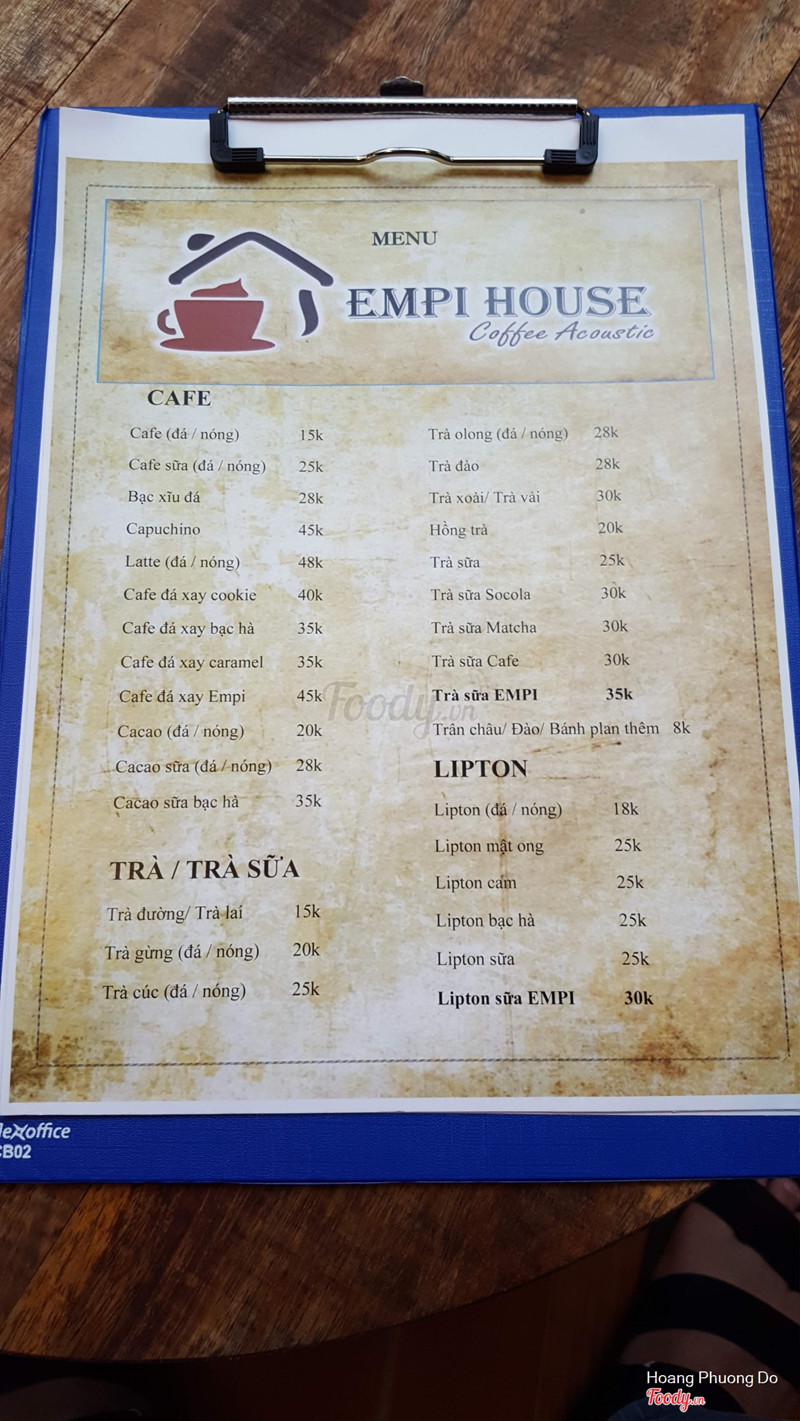 MENU
EMPI HOUSE
Coffee Acoustic
CAFE
Cafe (đá / nóng) 15k
Cafe sữa (đá / nóng) 25k
Bạc xĩu đá 28k
Capuchino 45k
Latte (đá / nóng) 48k
Cafe đá xay cookie 40k
Cafe đá xay bạc hà 35k
Cafe đá xay caramel 35k
Cafe đá xay Empi 45k
Cacao (đá / nóng) 20k
Cacao sữa (đá / nóng) 28k
Cacao sữa bạc hà 35k
TRÀ / TRÀ SỮA
Trà đường/ Trà laí 15k
Trà gừng (đá / nóng) 20k
Trà cúc (đá / nóng) 25k
Trà olong (đá / nóng) 28k
Trà đào 28k
Trà xoài/ Trà vải 30k
Hồng trà 20k
Trà sữa 25k
Trà sữa Socola 30k
Trà sữa Matcha 30k
Trà sữa Cafe 30k
Trà sữa EMPI 35k
Trân châu/ Đào/ Bánh plan thêm 8k
LIPTON
Lipton (đá / nóng) 18k
Lipton mật ong 25k
Lipton cam 25k
Lipton bạc hà 25k
Lipton sữa 25k
Lipton sữa EMPI 30k
Foody.vn
office
CB02
Hoang Phuong Do
Foody.vn